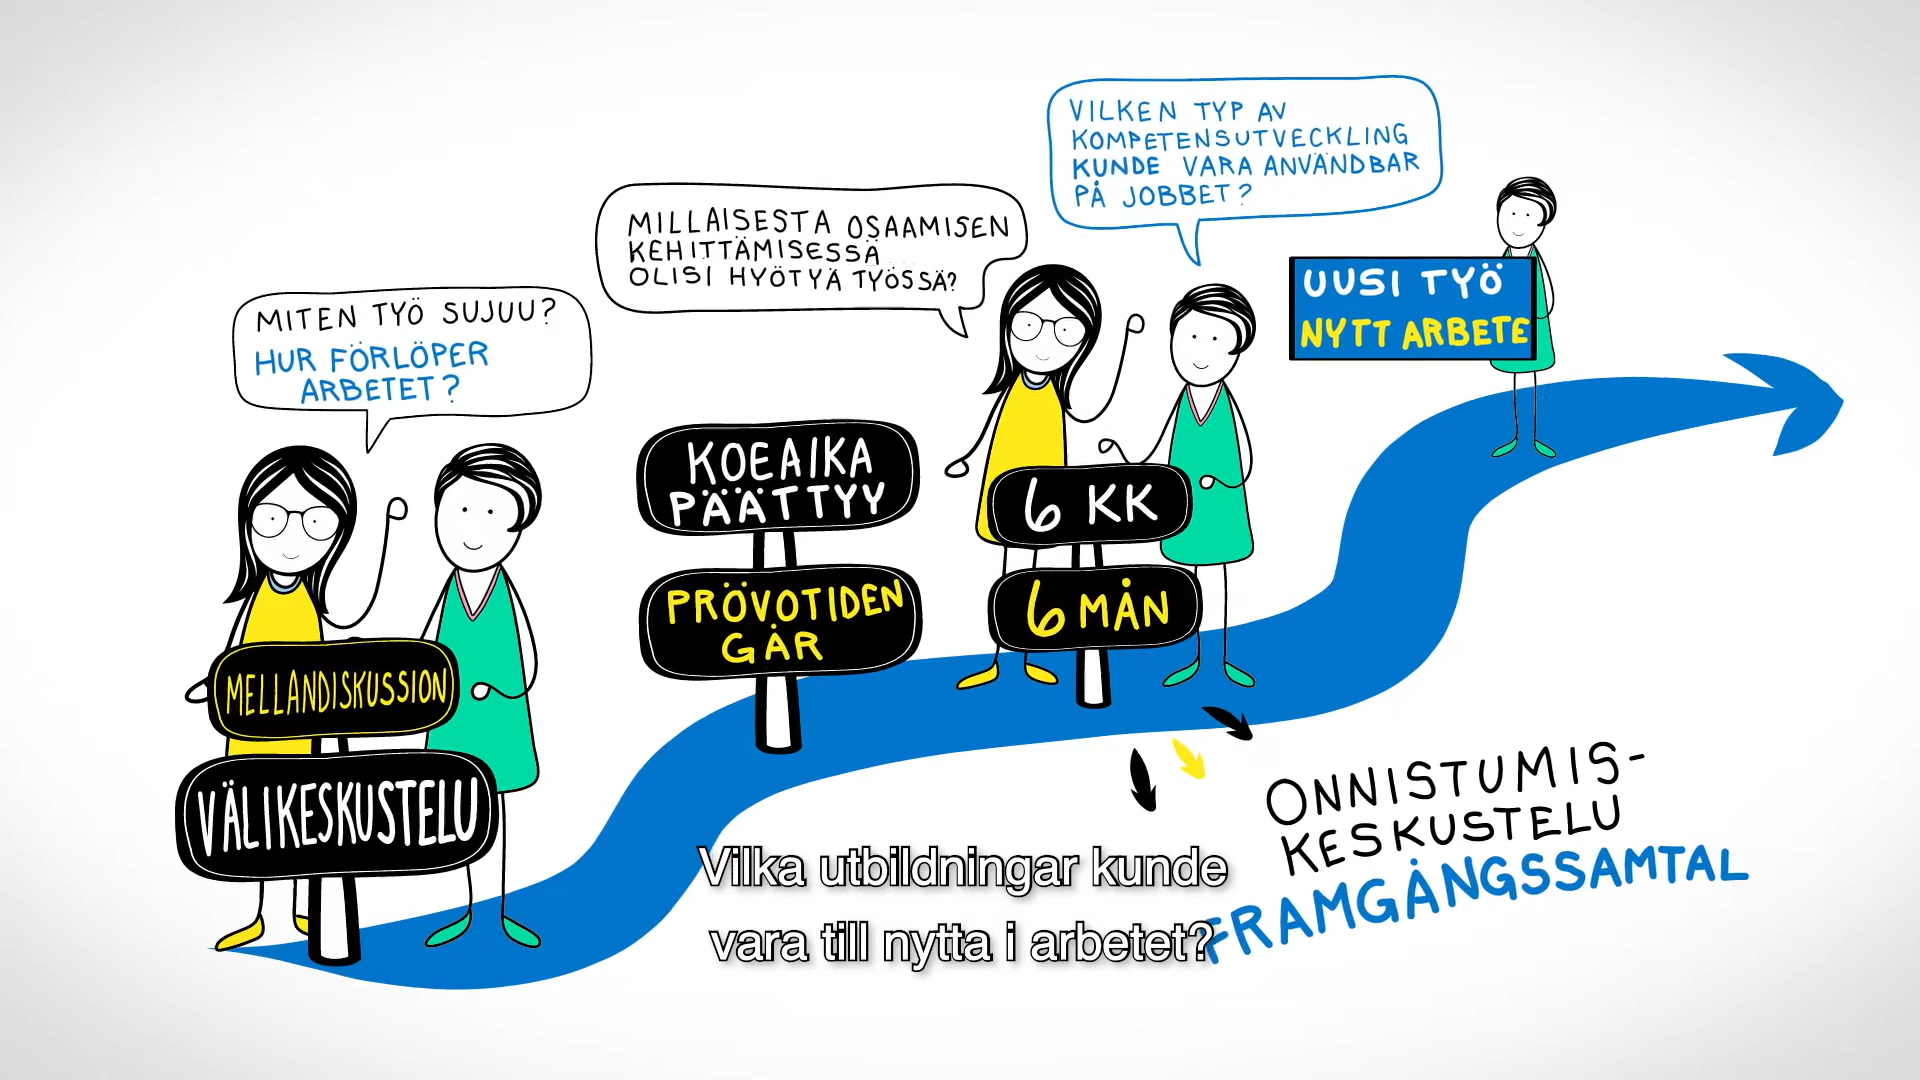 MITEN TYÖ SUJUU?
HUR FÖRLÖPER
ARBETET?
MELLANDISKUSSION
VÄLIKESKUSTELU
MILLAISESTA OSAAMISEN
KEHITTÄMISESSÄ
OLISI HYÖTYÄ TYÖSSÄ?
KOEAIKA
PÄÄTTYY
PRÖVOTIDEN
GÅR
VILKEN TYP AV
KOMPETENSUTVECKLING
KUNDE VARA ANVÄNDBAR
PÅ JOBBET?
6 KK
6 MÅN
UUSI TYÖ
NYTT ARBETE
ONNISTUMIS-
KESKUSTELU
FRAMGÅNGSSAMTAL
Vilka utbildningar kunde
vara till nytta i arbetet?